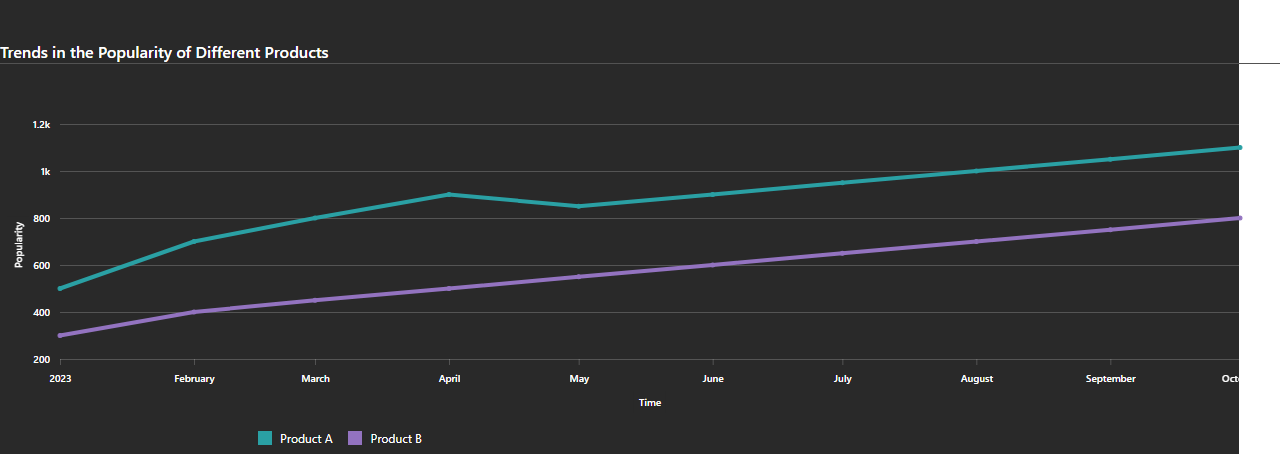 Trends in the Popularity of Different Products
1.2k
1k
800
600
400
200
Popularity
2023 February March April May June July August September
Time
Product A Product B